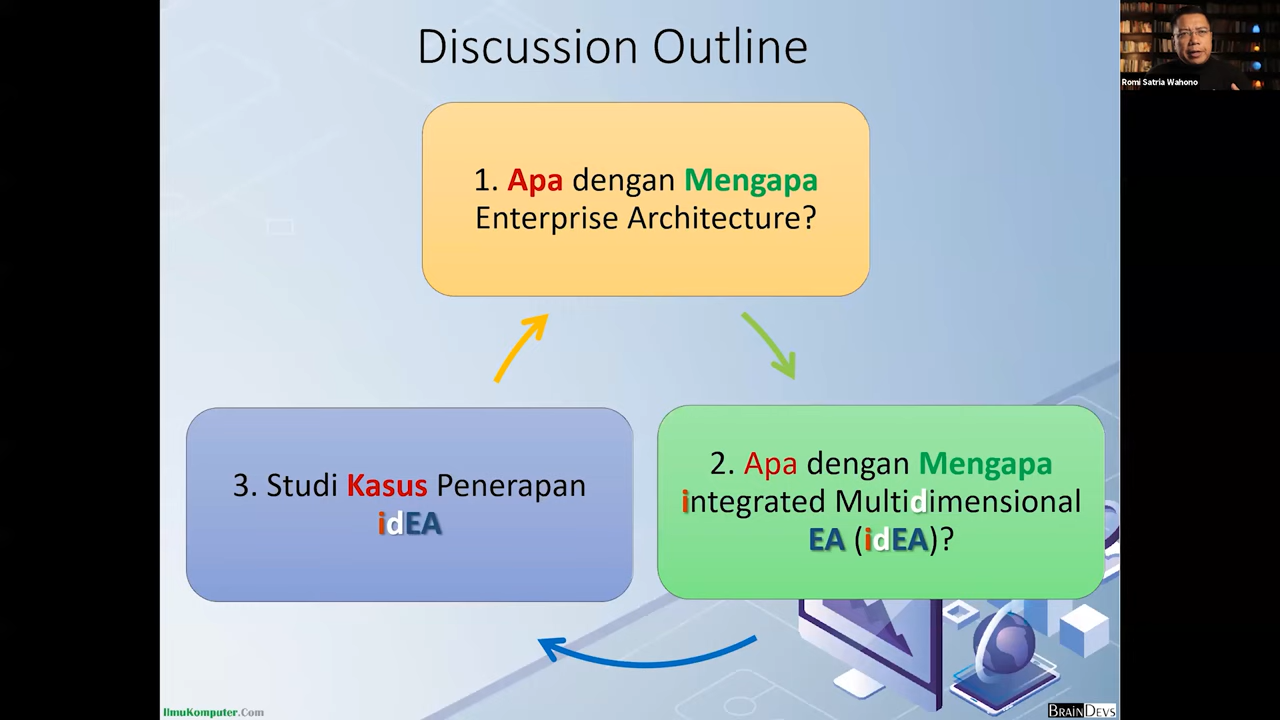 Discussion Outline
Romi Satria Wahono
1. Apa dengan Mengapa
Enterprise Architecture?
3. Studi Kasus Penerapan
idEA
2. Apa dengan Mengapa
integrated Multidimensional
EA (idEA)?
IlmuKomputer.Com
BRAINDEVS